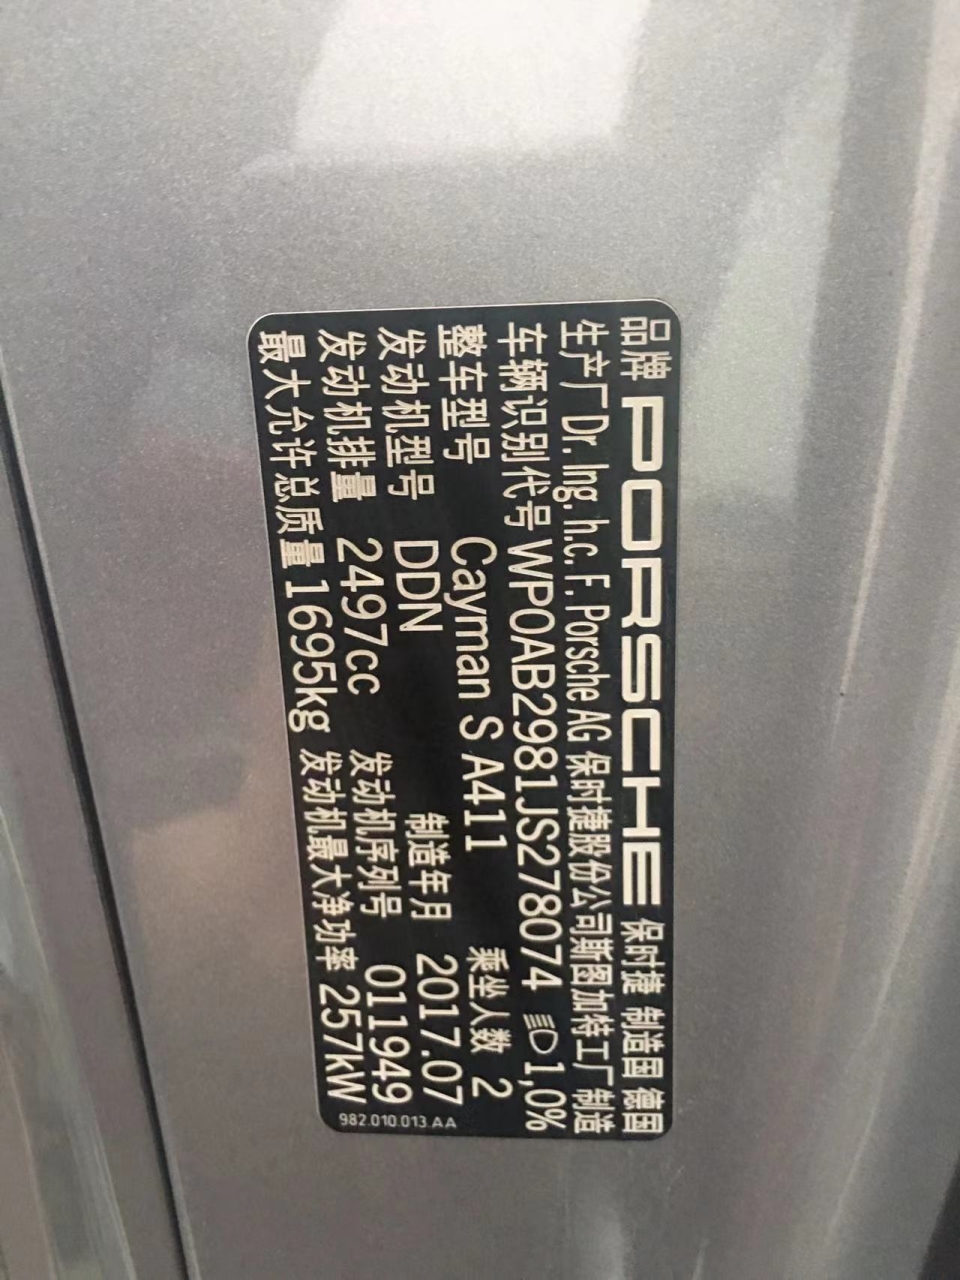 品牌 PORSCHE 保时捷 制造国 德国
生产厂Dr. Ing. h.c. F. Porsche AG 保时捷股份公司斯图加特工厂制造
车辆识别代号 WP0AB2981JS278074 1,0%
整车型号 Cayman S A411 乘坐人数 2
发动机型号 DDN 制造年月 2017.07
发动机排量 2497cc 发动机序列号 011949
最大允许总质量 1695kg 发动机最大净功率 257kW
982.010.013.AA